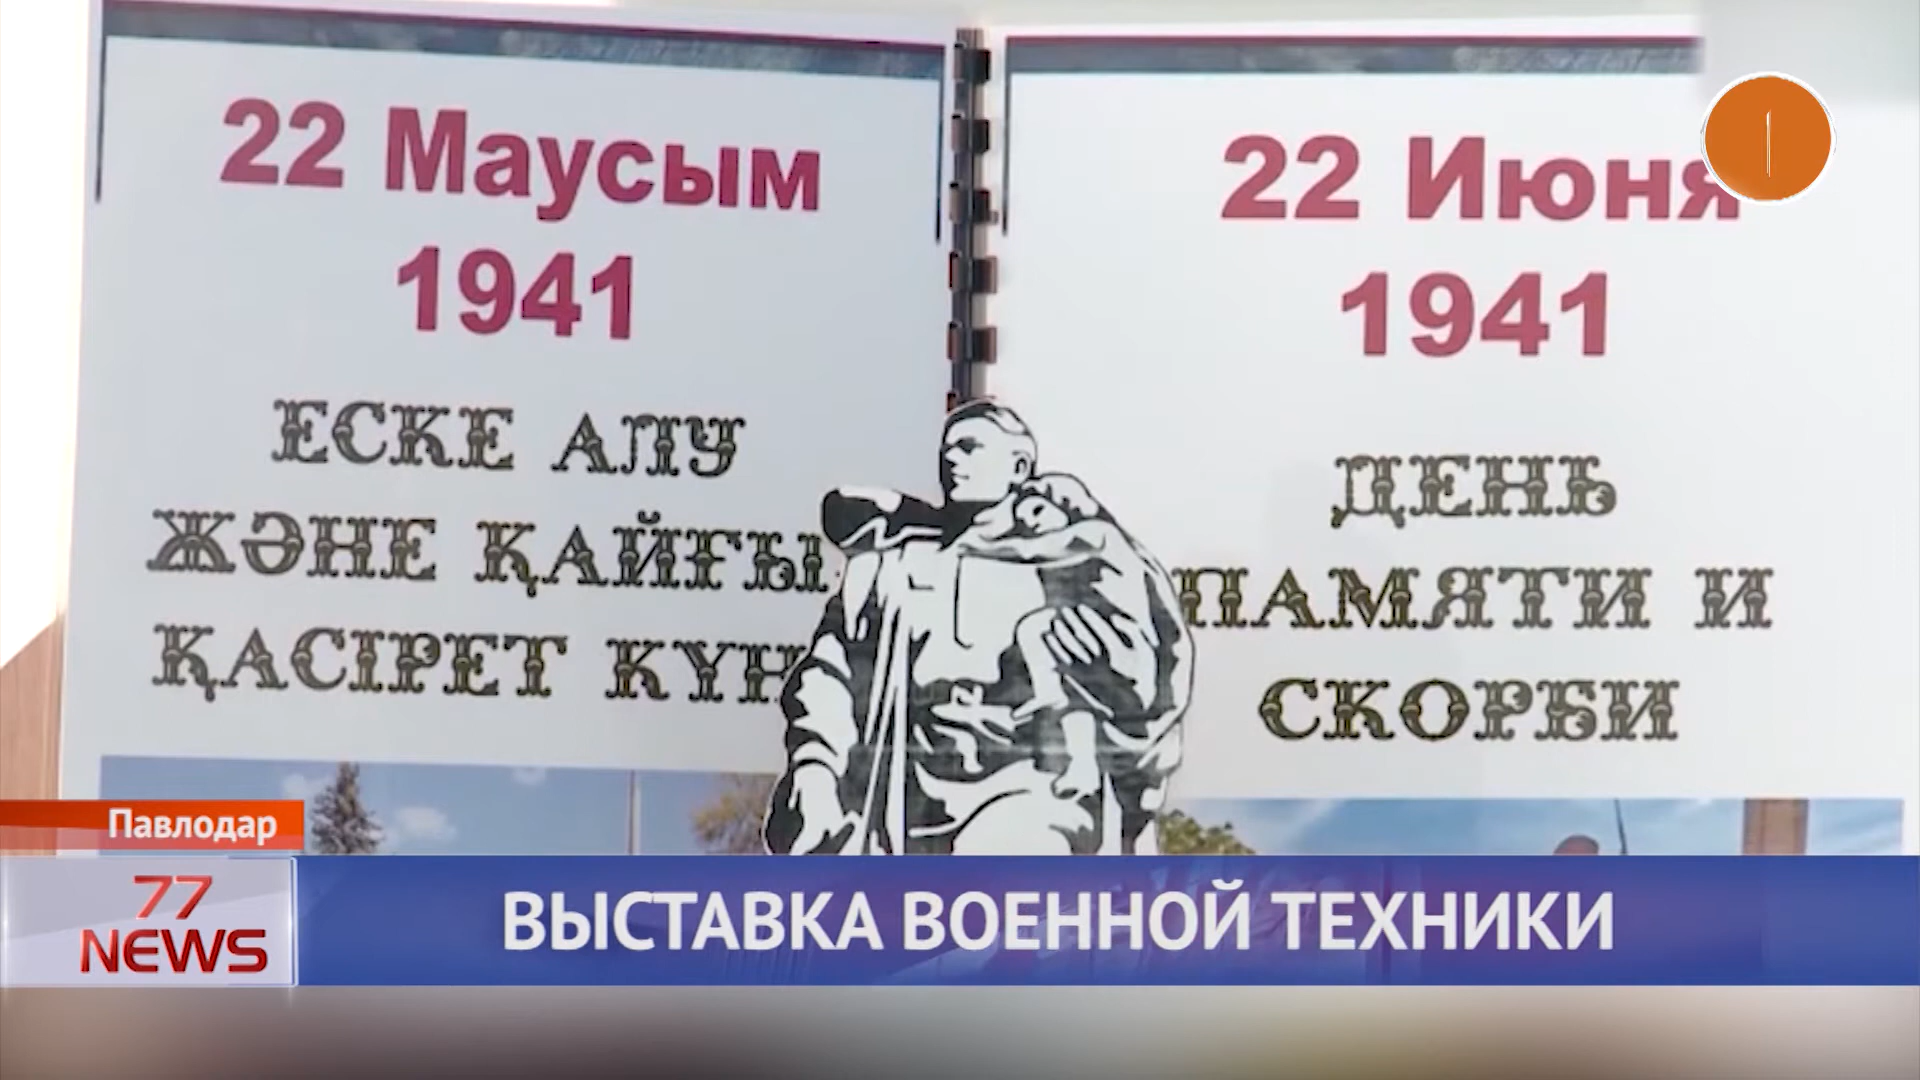 22 Маусым
1941
ЕСКЕ АЛУ
ЖӘНЕ ҚАЙҒЫ
ҚАСІРЕТ
22 Июня
1941
ДЕНЬ
ПАМЯТИ И
СКОРБИ
Павлодар
77
NEWS
ВЫСТАВКА ВОЕННОЙ ТЕХНИКИ